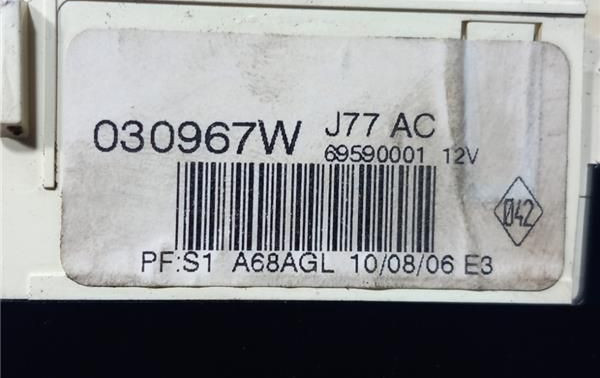 030967W J77 AC
69590001 12V
042
PF:S1 A68AGL 10/08/06 E3